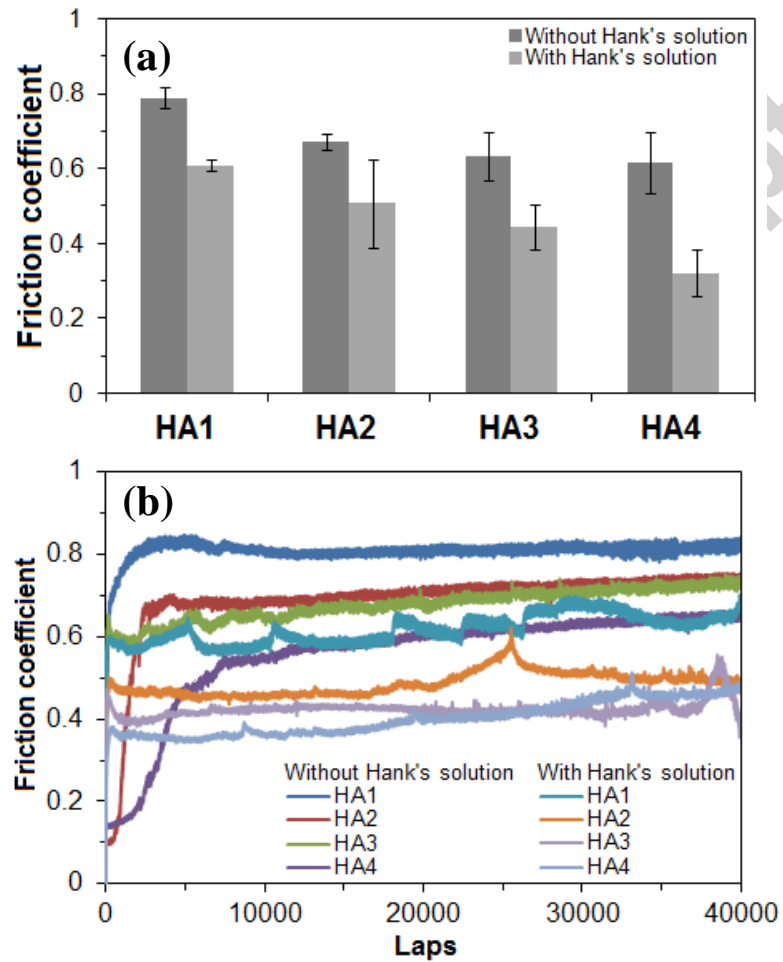 1
(a)
Without Hank's solution
With Hank's solution
0.8
0.6
0.4
0.2
0
Friction coefficient
HA1 HA2 HA3 HA4
1
(b)
0.8
0.6
0.4
0.2
0
Friction coefficient
Without Hank's solution With Hank's solution
HA1 HA1
HA2 HA2
HA3 HA3
HA4 HA4
0 10000 20000 30000 40000
Laps